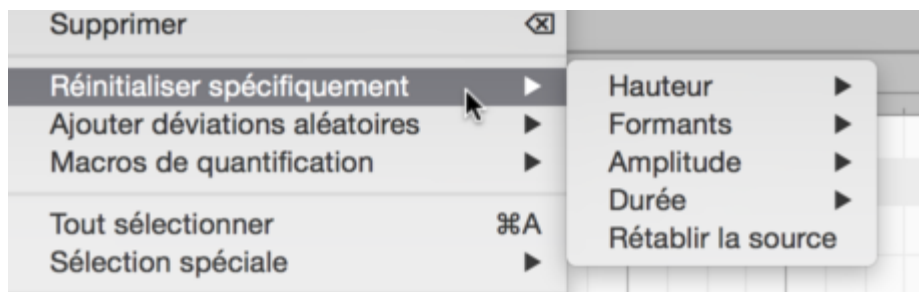 Supprimer ⌫
Réinitialiser spécifiquement ▶
Ajouter déviations aléatoires ▶
Macros de quantification ▶
Tout sélectionner ⌘A
Sélection spéciale ▶
Hauteur ▶
Formants ▶
Amplitude ▶
Durée ▶
Rétablir la source